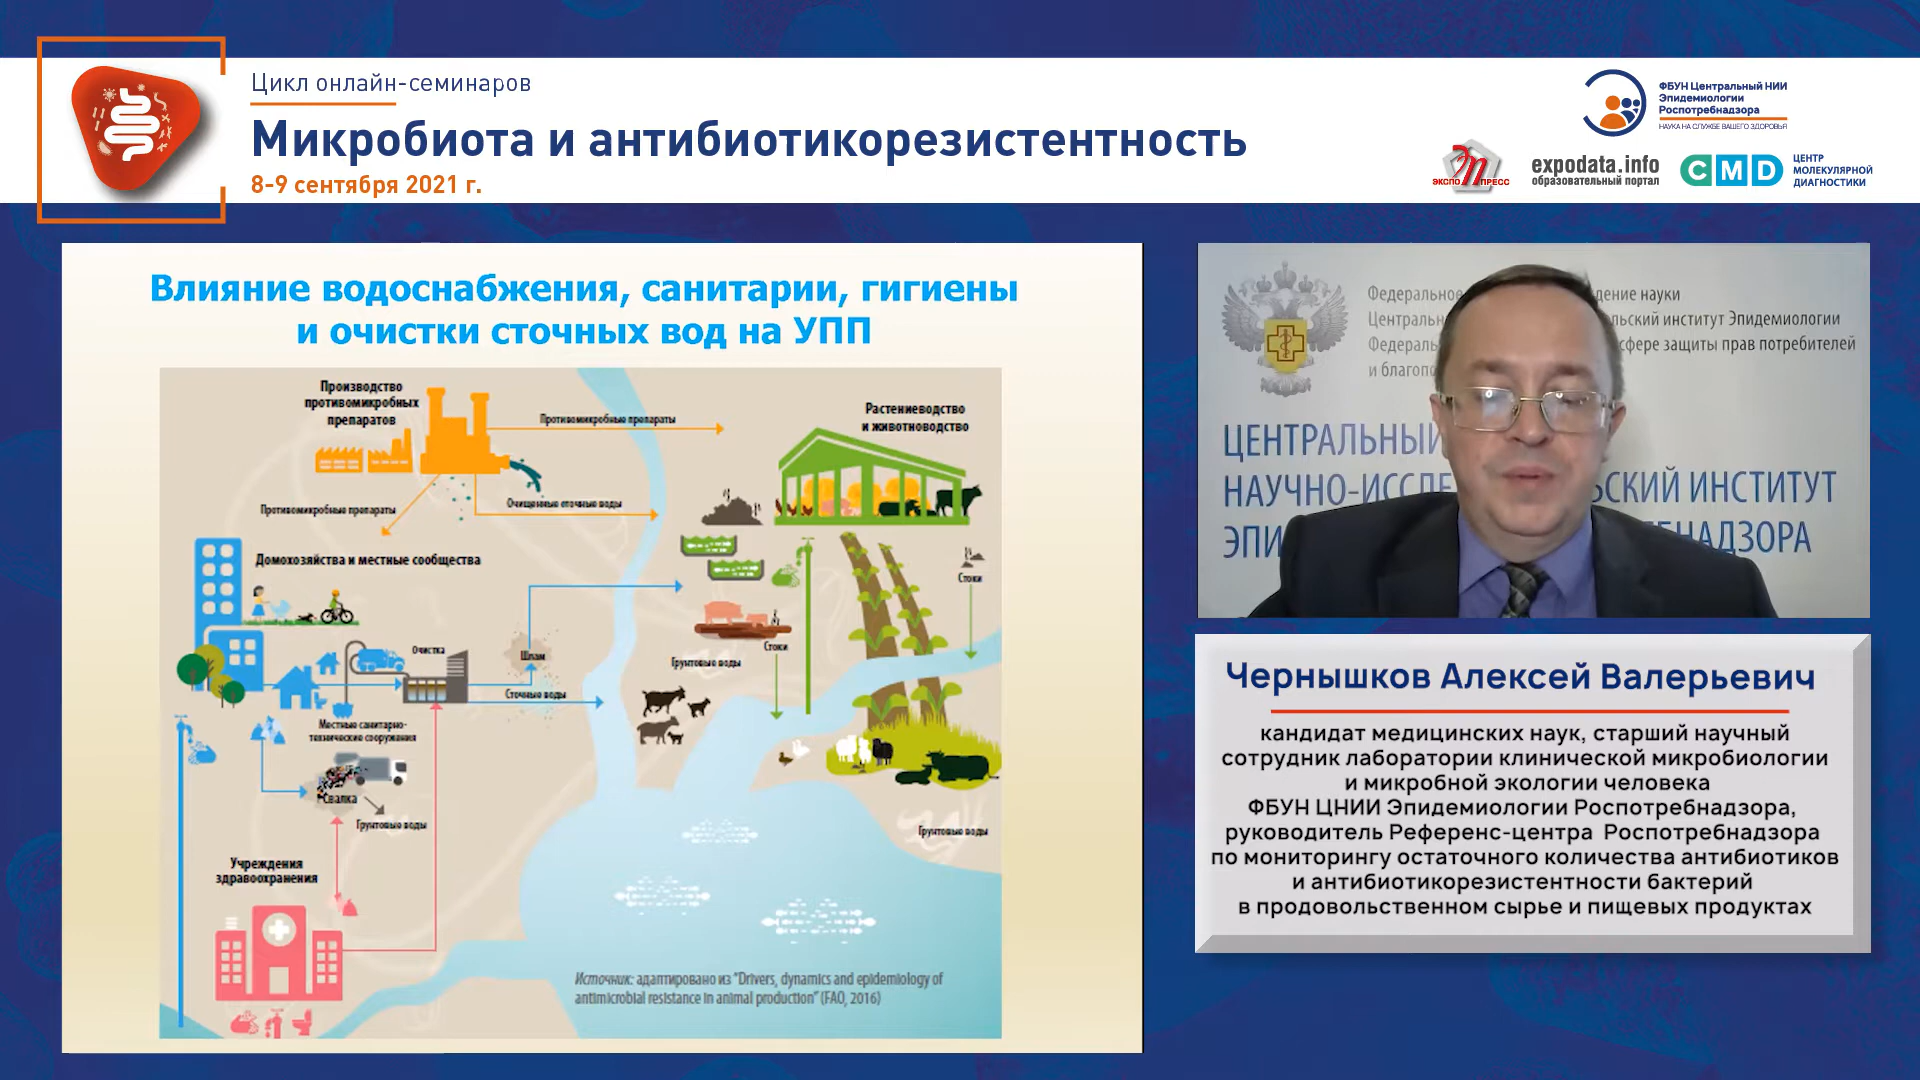 Цикл онлайн-семинаров
Микробиота и антибиотикорезистентность
8-9 сентября 2021 г.
ФБУН Центральный НИИ
Эпидемиологии
Роспотребнадзора
НАУКА НА СЛУЖБЕ ВАШЕГО ЗДОРОВЬЯ
ЭКСПО ПРЕСС
expodata.info
образовательный портал
CMD
ЦЕНТР
МОЛЕКУЛЯРНОЙ
ДИАГНОСТИКИ
Влияние водоснабжения, санитарии, гигиены
и очистки сточных вод на УПП
Производство
противомикробных
препаратов
Противомикробные препараты
Растениеводство
и животноводство
Противомикробные препараты
Очищенные сточные воды
Домохозяйства и местные сообщества
Стоки
Очистка
Шлам
Сточные воды
Грунтовые воды
Стоки
Местные санитарно-
технические сооружения
Свалка
Грунтовые воды
Грунтовые воды
Учреждения
здравоохранения
Источник: адаптировано из "Drivers, dynamics and epidemiology of
antimicrobial resistance in animal production" (FAO, 2016)
Федеральное дение науки
Центральн льский институт Эпидемиологии
Федераль сфере защиты прав потребителей
и благопо
ЦЕНТРАЛЬНЫЙ
НАУЧНО-ИССЛЕ ЬСКИЙ ИНСТИТУТ
ЭПИ НАДЗОРА
Чернышков Алексей Валерьевич
кандидат медицинских наук, старший научный
сотрудник лаборатории клинической микробиологии
и микробной экологии человека
ФБУН ЦНИИ Эпидемиологии Роспотребнадзора,
руководитель Референс-центра Роспотребнадзора
по мониторингу остаточного количества антибиотиков
и антибиотикорезистентности бактерий
в продовольственном сырье и пищевых продуктах